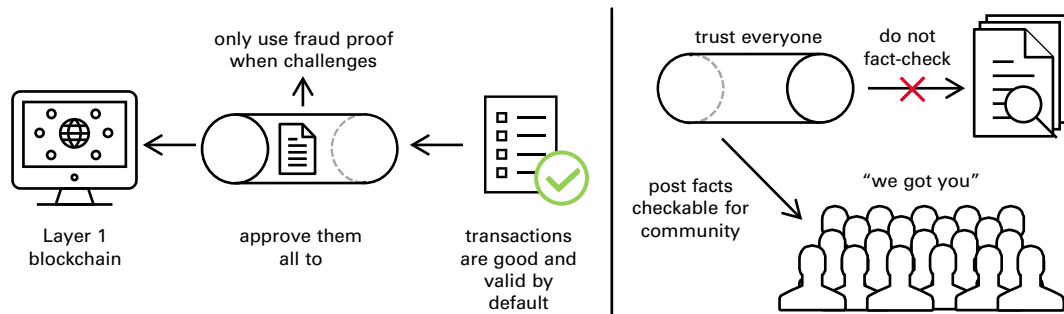 only use fraud proof
when challenges
Layer 1
blockchain
approve them
all to
transactions
are good and
valid by
default
trust everyone
do not
fact-check
post facts
checkable for
community
“we got you”